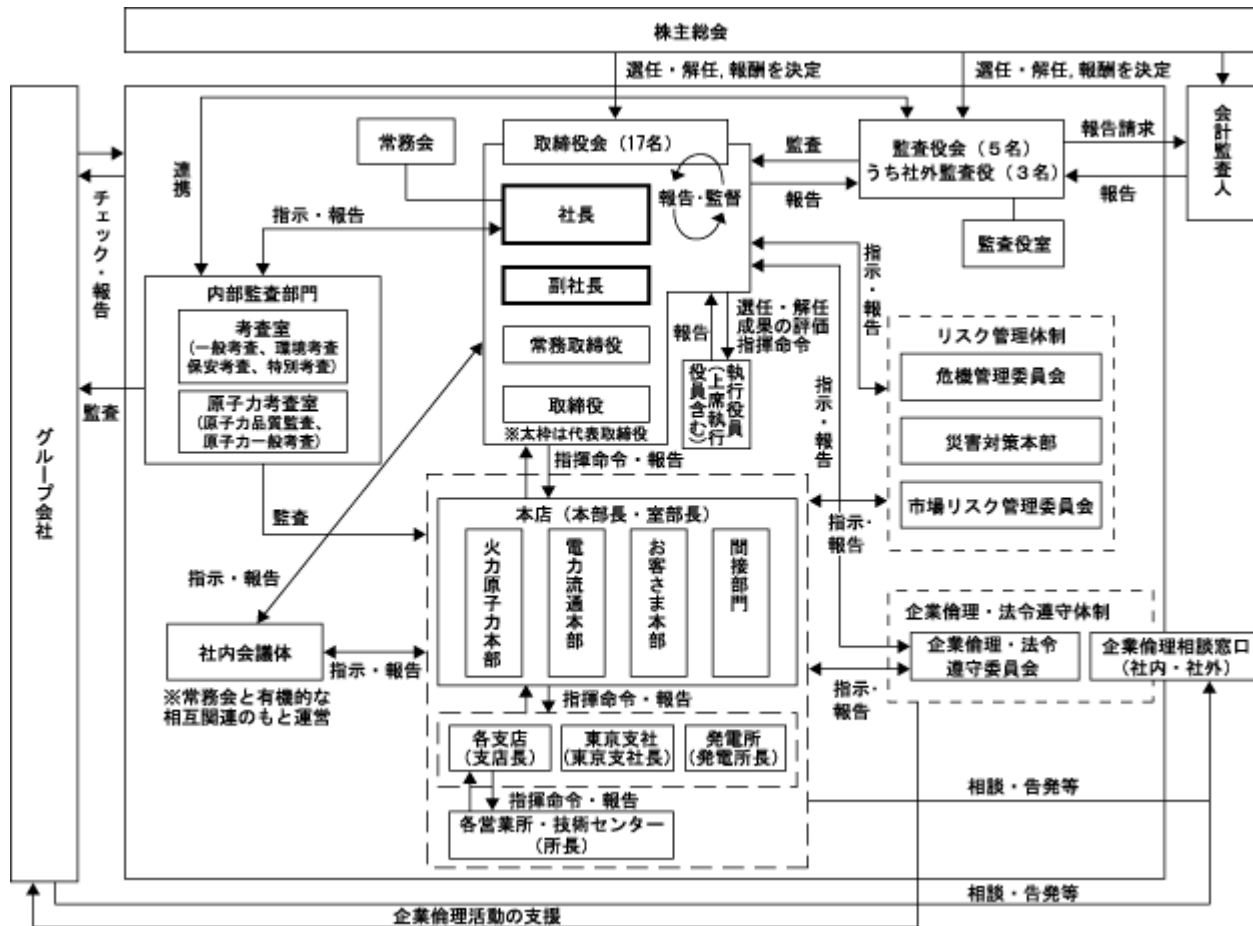 株主総会
選任・解任,報酬を決定
選任・解任,報酬を決定
会計監査人
常務会
取締役会（17名）
監査
報告
監査役会（５名）
うち社外監査役（３名）
報告請求
報告
監査役室
連携
チェック・報告
指示・報告
社長
報告・監督
副社長
常務取締役
取締役
※太枠は代表取締役
報告
選任・解任
成果の評価
指揮命令
執行役員
（上席執行
役員含む）
指示・報告
指示・報告
リスク管理体制
危機管理委員会
災害対策本部
市場リスク管理委員会
内部監査部門
考査室
（一般考査、環境考査
保安考査、特別考査）
原子力考査室
（原子力品質監査、
原子力一般考査）
監査
グループ会社
監査
指揮命令・報告
本店（本部長・室部長）
火力原子力本部
電力流通本部
お客さま本部
間接部門
指示・
報告
指示・報告
社内会議体
指示・報告
※常務会と有機的な
相互関連のもと運営
企業倫理・法令遵守体制
企業倫理・法令
遵守委員会
企業倫理相談窓口
（社内・社外）
指示・
報告
指揮命令・報告
各支店
（支店長）
東京支社
（東京支社長）
発電所
（発電所長）
指揮命令・報告
各営業所・技術センター
（所長）
相談・告発等
相談・告発等
企業倫理活動の支援